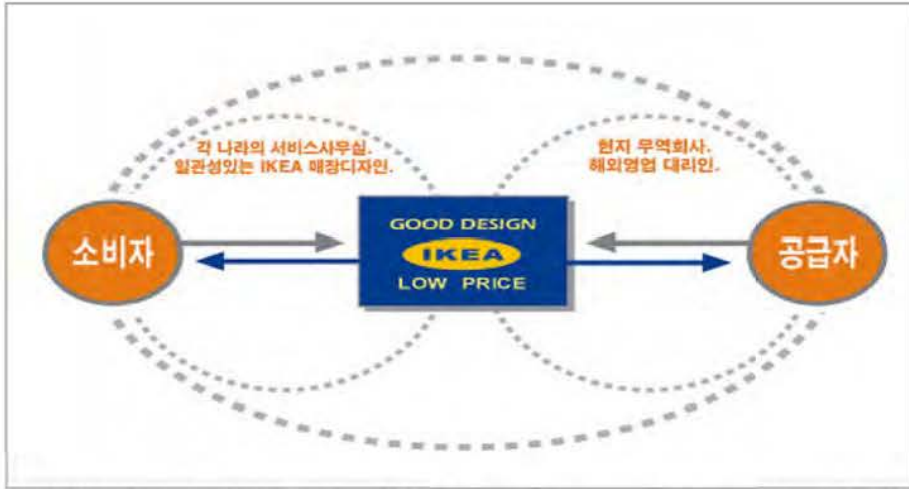 각 나라의 서비스사무실.
일관성있는 IKEA 매장디자인.
현지 무역회사.
해외영업 대리인.
소비자
GOOD DESIGN
IKEA
LOW PRICE
공급자